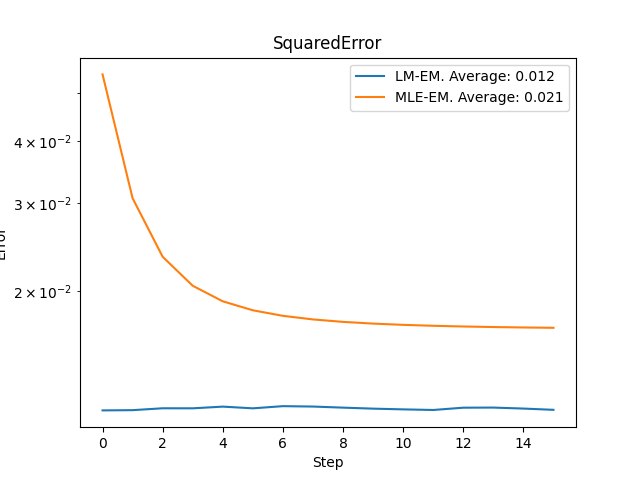 SquaredError
LM-EM. Average: 0.012
MLE-EM. Average: 0.021
4 × 10⁻²
3 × 10⁻²
2 × 10⁻²
Error
0 2 4 6 8 10 12 14
Step